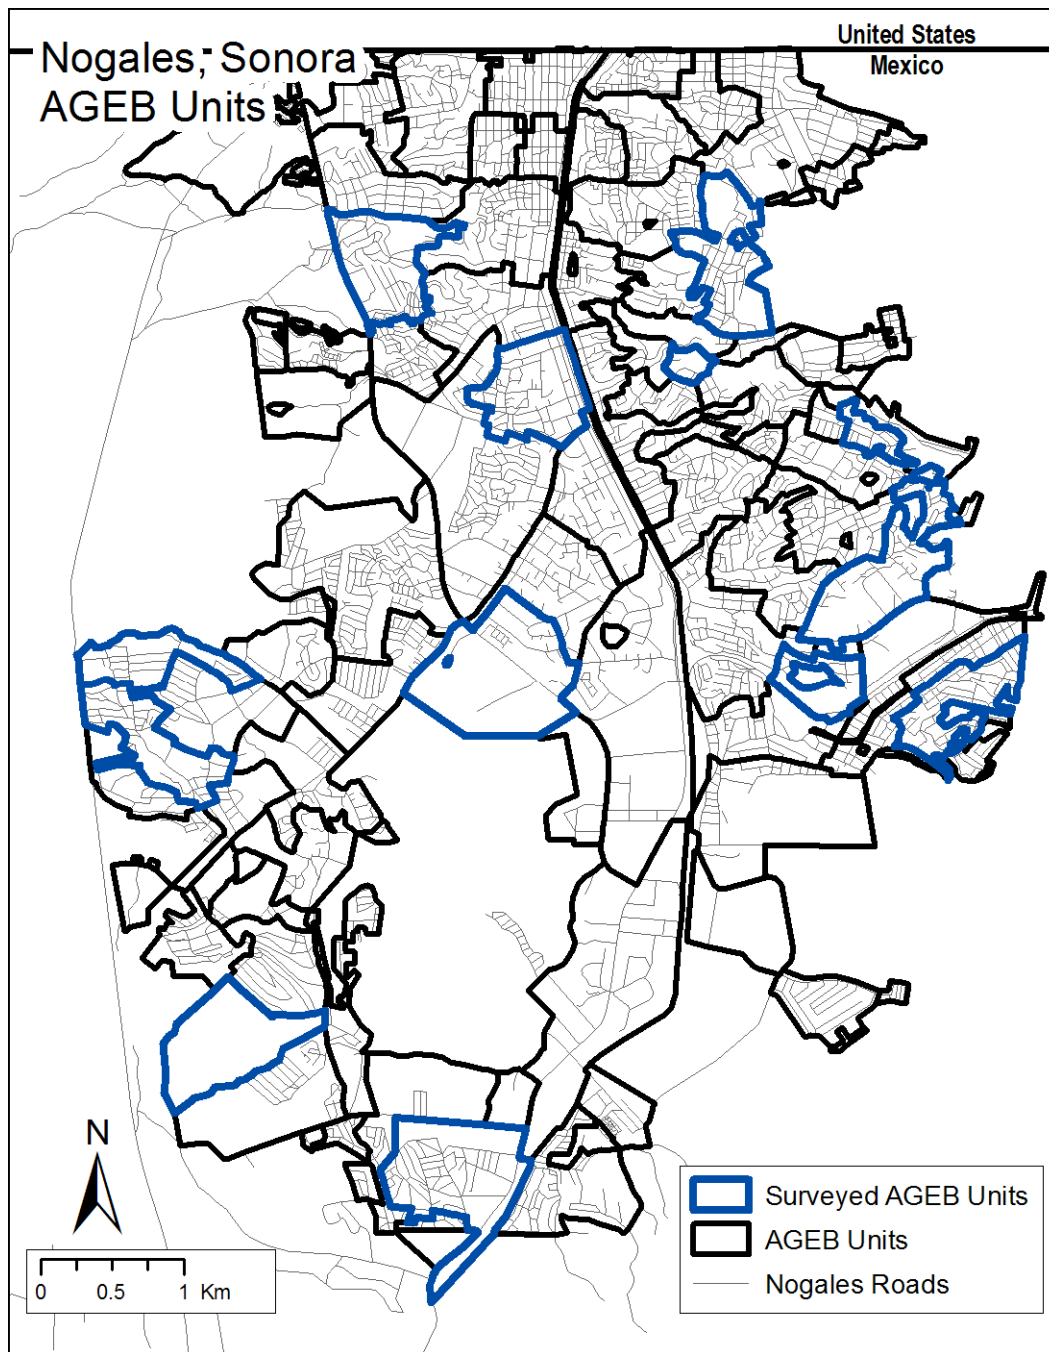 United States
Mexico
Nogales, Sonora
AGEB Units
N
0 0.5 1 Km
Surveyed AGEB Units
AGEB Units
Nogales Roads